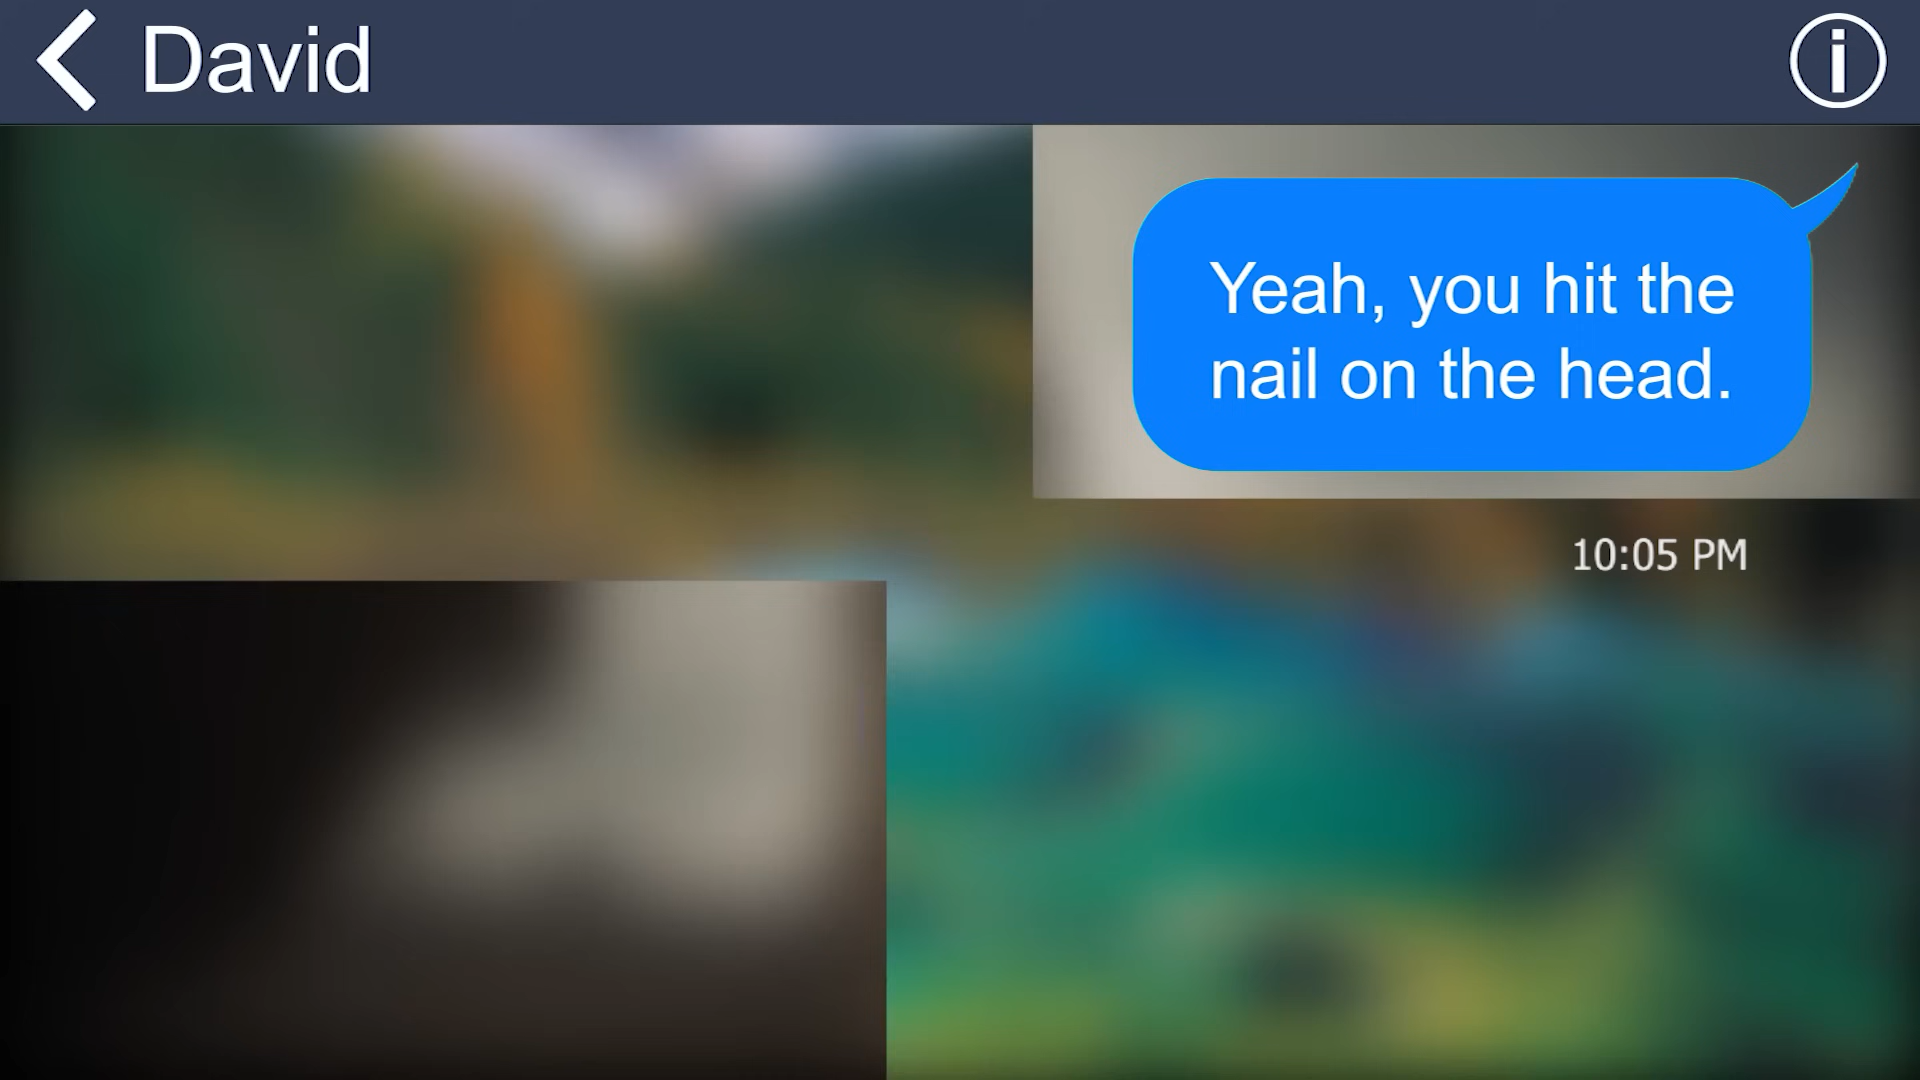 David
Yeah, you hit the
nail on the head.
10:05 PM